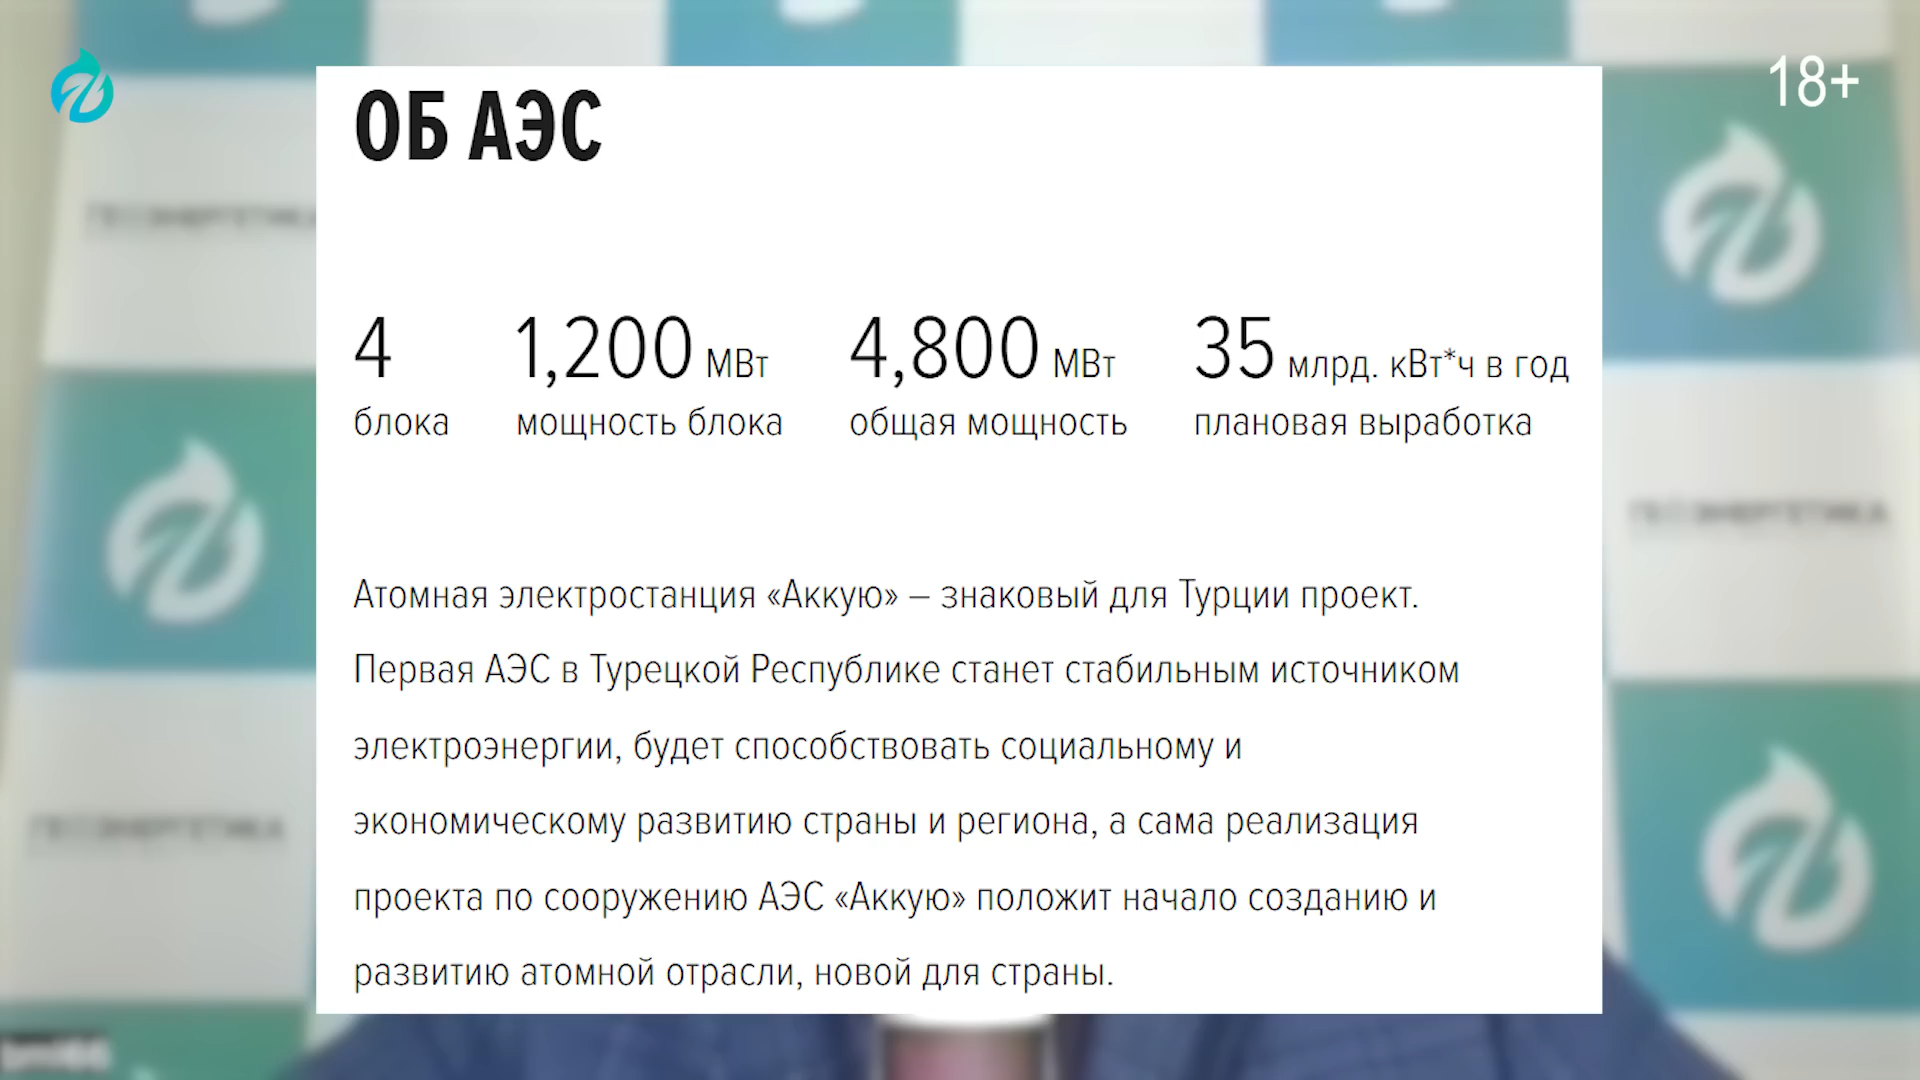 18+
ОБ АЭС
4 1,200 МВт 4,800 МВт 35 млрд. кВт*ч в год
блока мощность блока общая мощность плановая выработка
Атомная электростанция «Аккую» – знаковый для Турции проект.
Первая АЭС в Турецкой Республике станет стабильным источником
электроэнергии, будет способствовать социальному и
экономическому развитию страны и региона, а сама реализация
проекта по сооружению АЭС «Аккую» положит начало созданию и
развитию атомной отрасли, новой для страны.
ГЕОЭНЕРГЕТИКА
ГЕОЭНЕРГЕТИКА